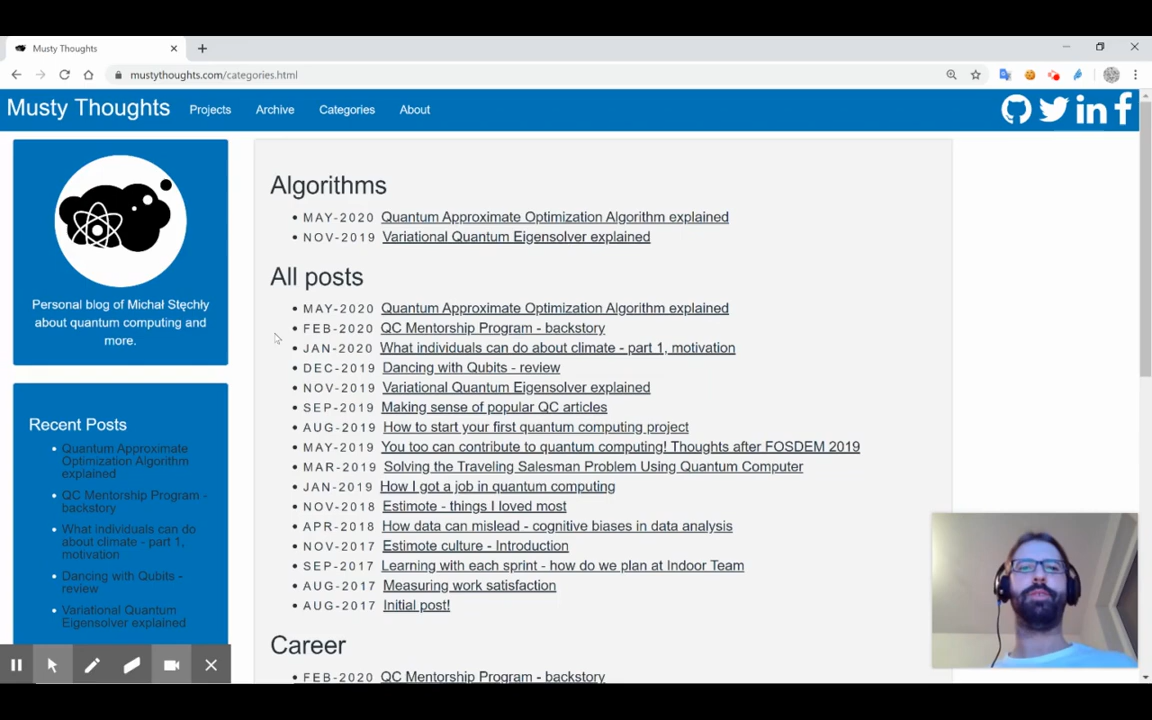 Musty Thoughts
mustythoughts.com/categories.html
Musty Thoughts
Projects
Archive
Categories
About
Personal blog of Michał Stęchły
about quantum computing and
more.
Recent Posts
Quantum Approximate
Optimization Algorithm
explained
QC Mentorship Program -
backstory
What individuals can do
about climate - part 1,
motivation
Dancing with Qubits -
review
Variational Quantum
Eigensolver explained
Algorithms
MAY-2020 Quantum Approximate Optimization Algorithm explained
NOV-2019 Variational Quantum Eigensolver explained
All posts
MAY-2020 Quantum Approximate Optimization Algorithm explained
FEB-2020 QC Mentorship Program - backstory
JAN-2020 What individuals can do about climate - part 1, motivation
DEC-2019 Dancing with Qubits - review
NOV-2019 Variational Quantum Eigensolver explained
SEP-2019 Making sense of popular QC articles
AUG-2019 How to start your first quantum computing project
MAY-2019 You too can contribute to quantum computing! Thoughts after FOSDEM 2019
MAR-2019 Solving the Traveling Salesman Problem Using Quantum Computer
JAN-2019 How I got a job in quantum computing
NOV-2018 Estimote - things I loved most
APR-2018 How data can mislead - cognitive biases in data analysis
NOV-2017 Estimote culture - Introduction
SEP-2017 Learning with each sprint - how do we plan at Indoor Team
AUG-2017 Measuring work satisfaction
AUG-2017 Initial post!
Career
FEB-2020 QC Mentorship Program - backstory